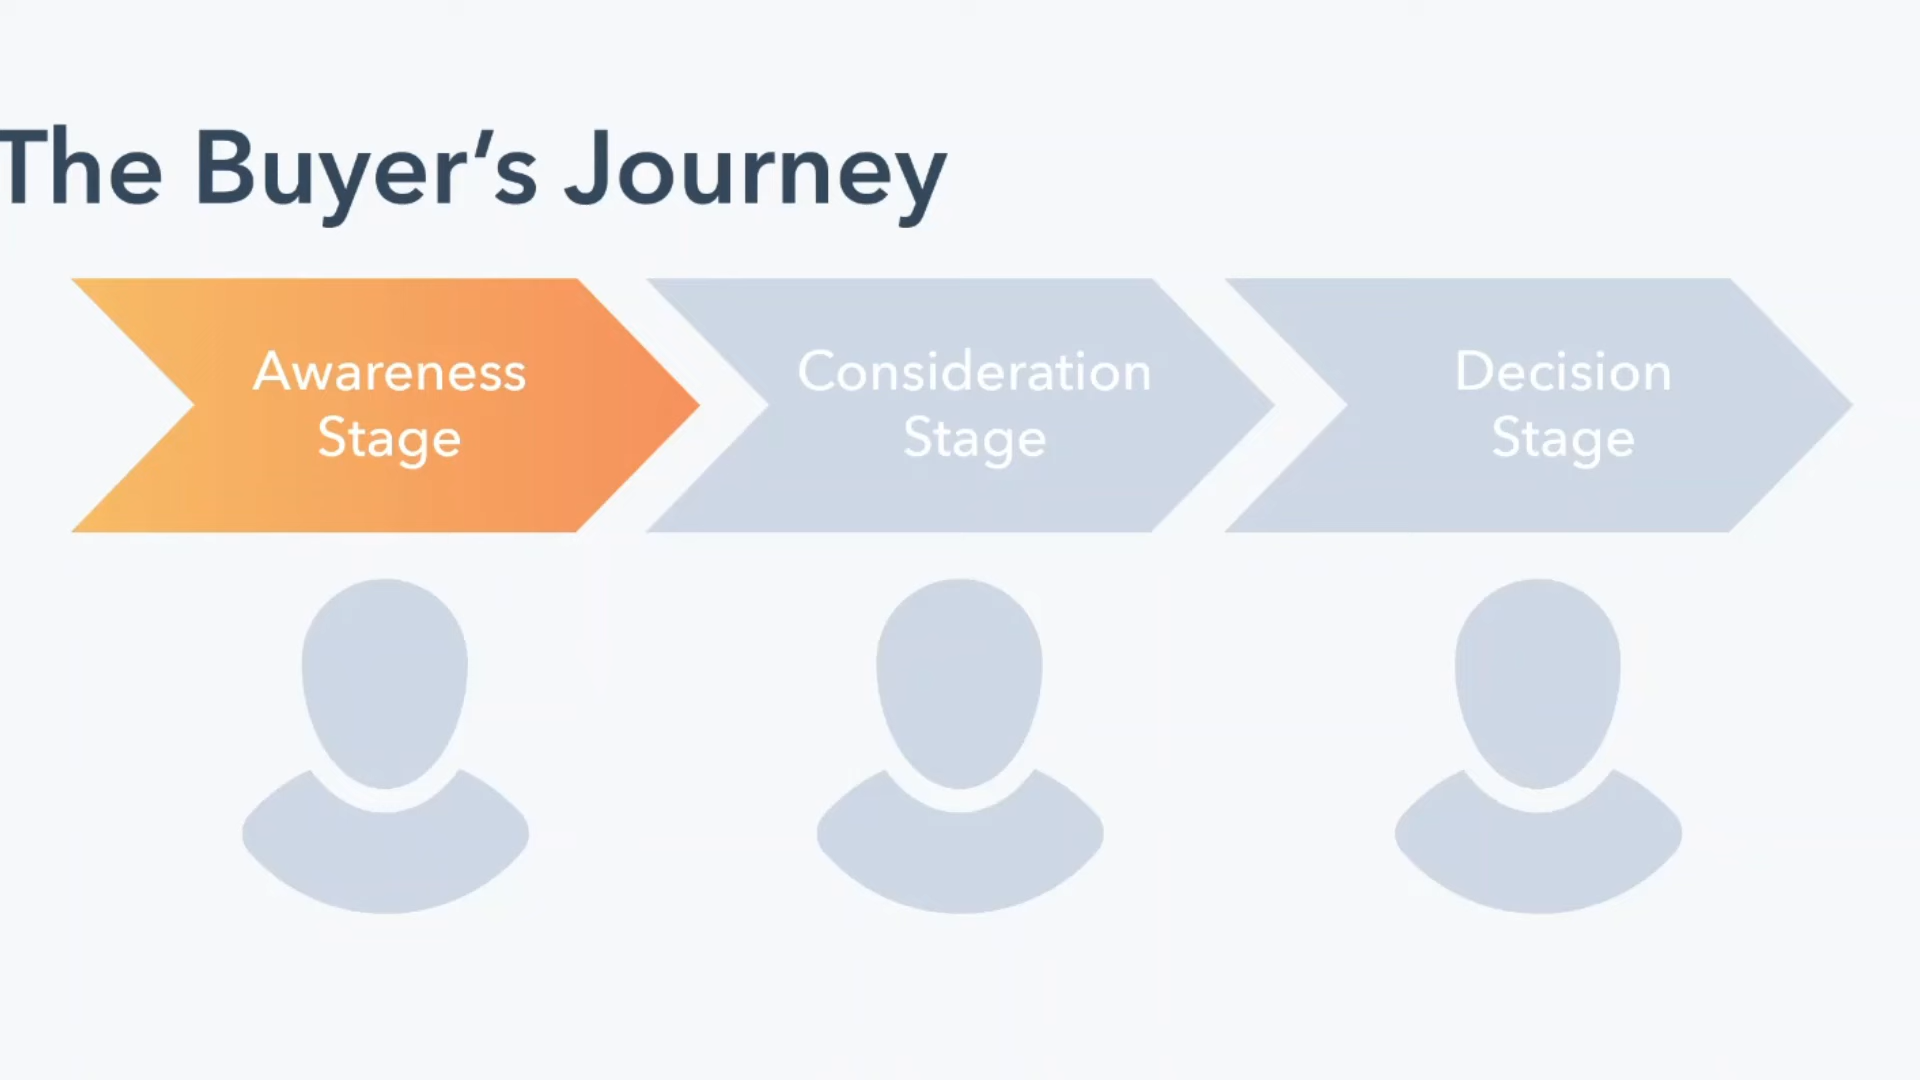 The Buyer’s Journey
Awareness
Stage
Consideration
Stage
Decision
Stage